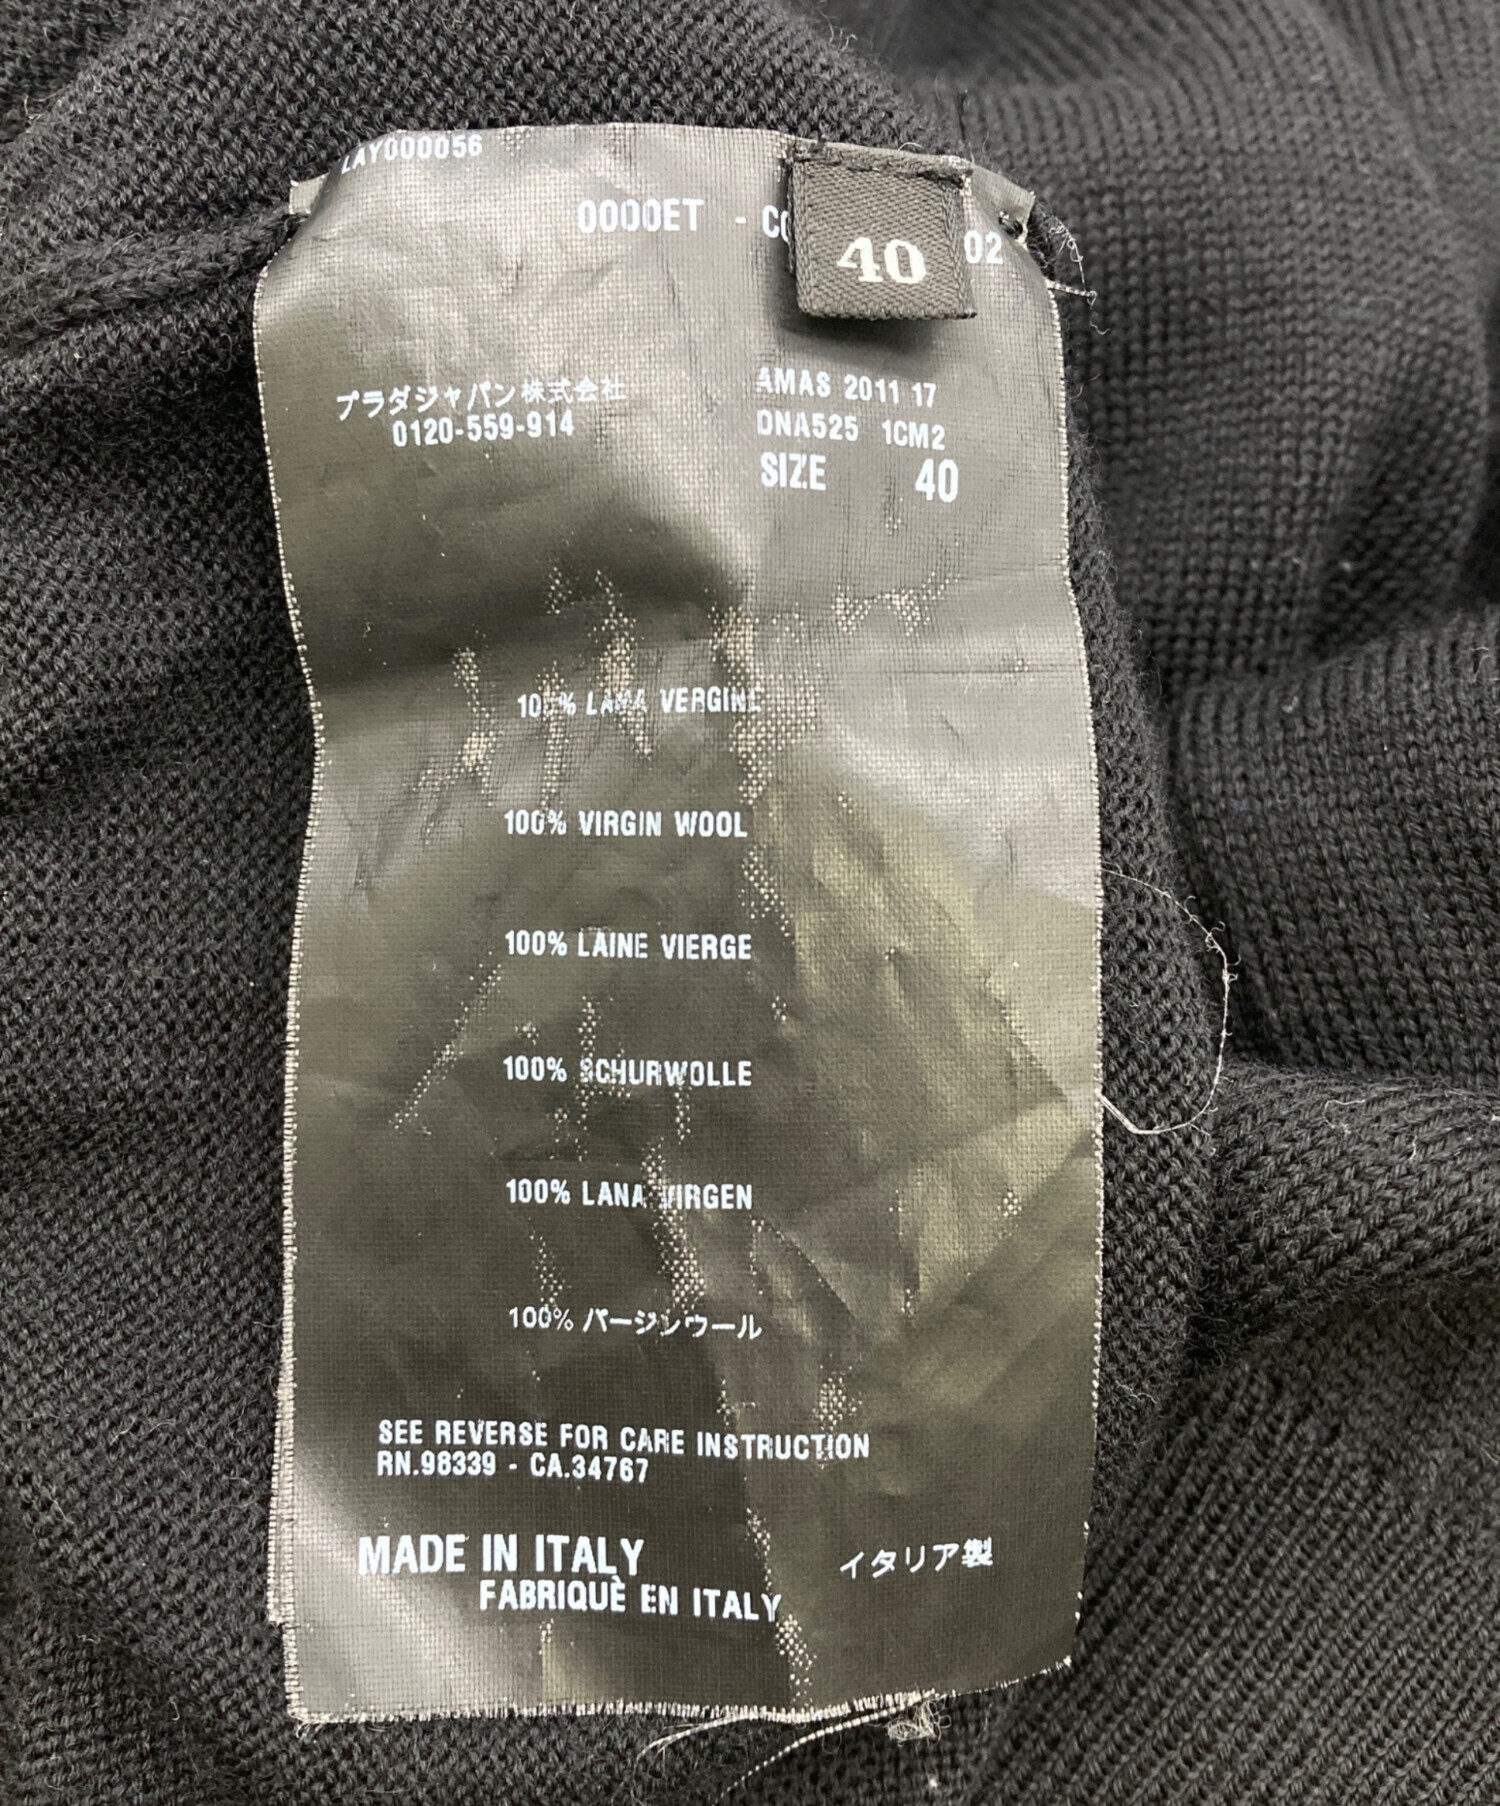 LAY000056
0000ET - 02
40
プラダジャパン株式会社
0120-559-914
AMAS 2011 17
DNA525 1CM2
SIZE 40
100% LANA VERGINE
100% VIRGIN WOOL
100% LAINE VIERGE
100% SCHURWOLLE
100% LANA VIRGEN
100% バージンウール
SEE REVERSE FOR CARE INSTRUCTION
RN.98339 - CA.34767
MADE IN ITALY
FABRIQUÈ EN ITALY
イタリア製